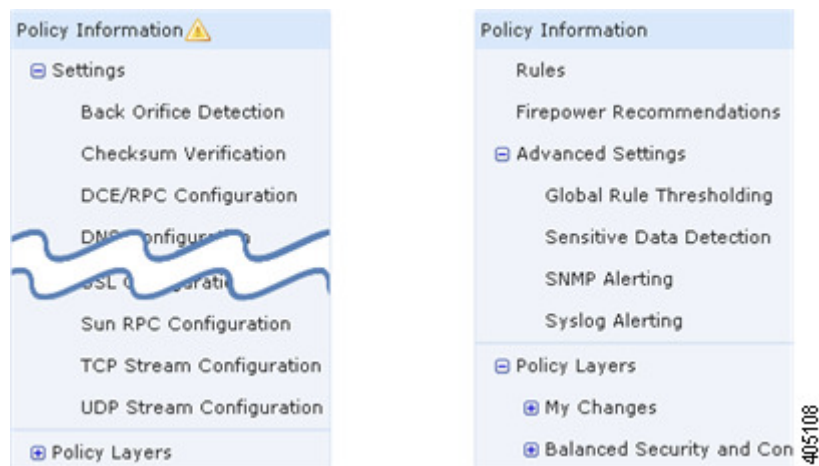 Policy Information
Settings
Back Orifice Detection
Checksum Verification
DCE/RPC Configuration
Sun RPC Configuration
TCP Stream Configuration
UDP Stream Configuration
Policy Layers
Policy Information
Rules
Firepower Recommendations
Advanced Settings
Global Rule Thresholding
Sensitive Data Detection
SNMP Alerting
Syslog Alerting
Policy Layers
My Changes
Balanced Security and Con
405108